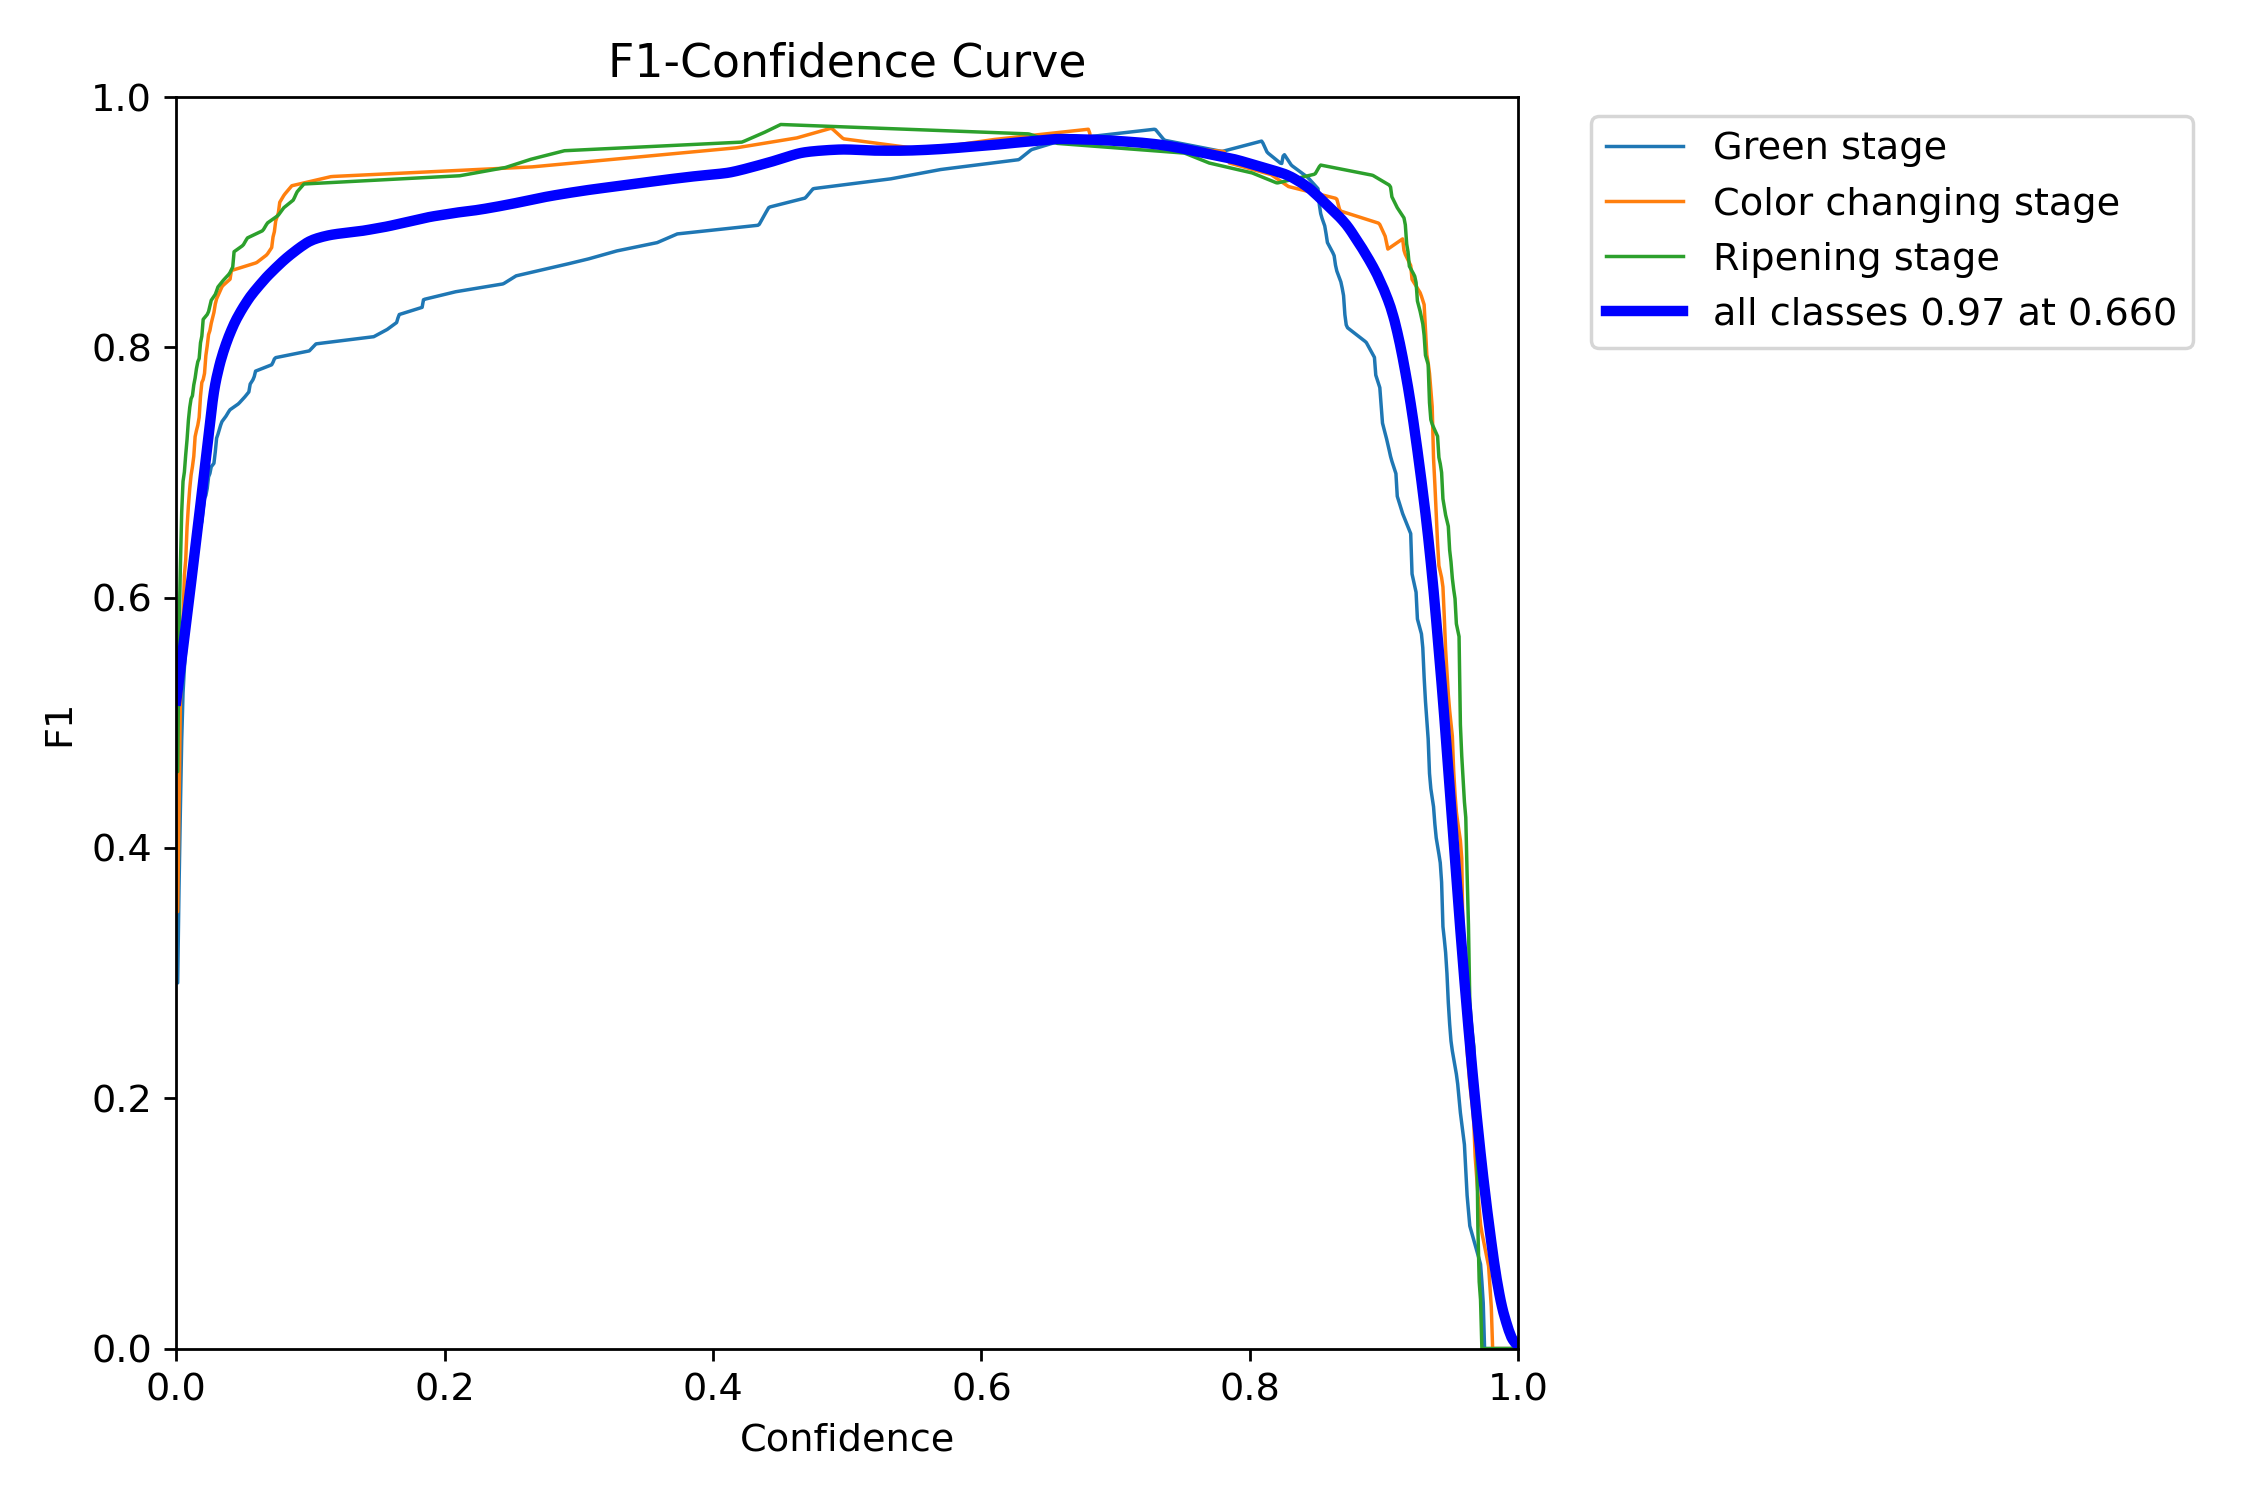 F1-Confidence Curve
1.0
0.8
0.6
0.4
0.2
0.0
F1
0.0 0.2 0.4 0.6 0.8 1.0
Confidence
Green stage
Color changing stage
Ripening stage
all classes 0.97 at 0.660